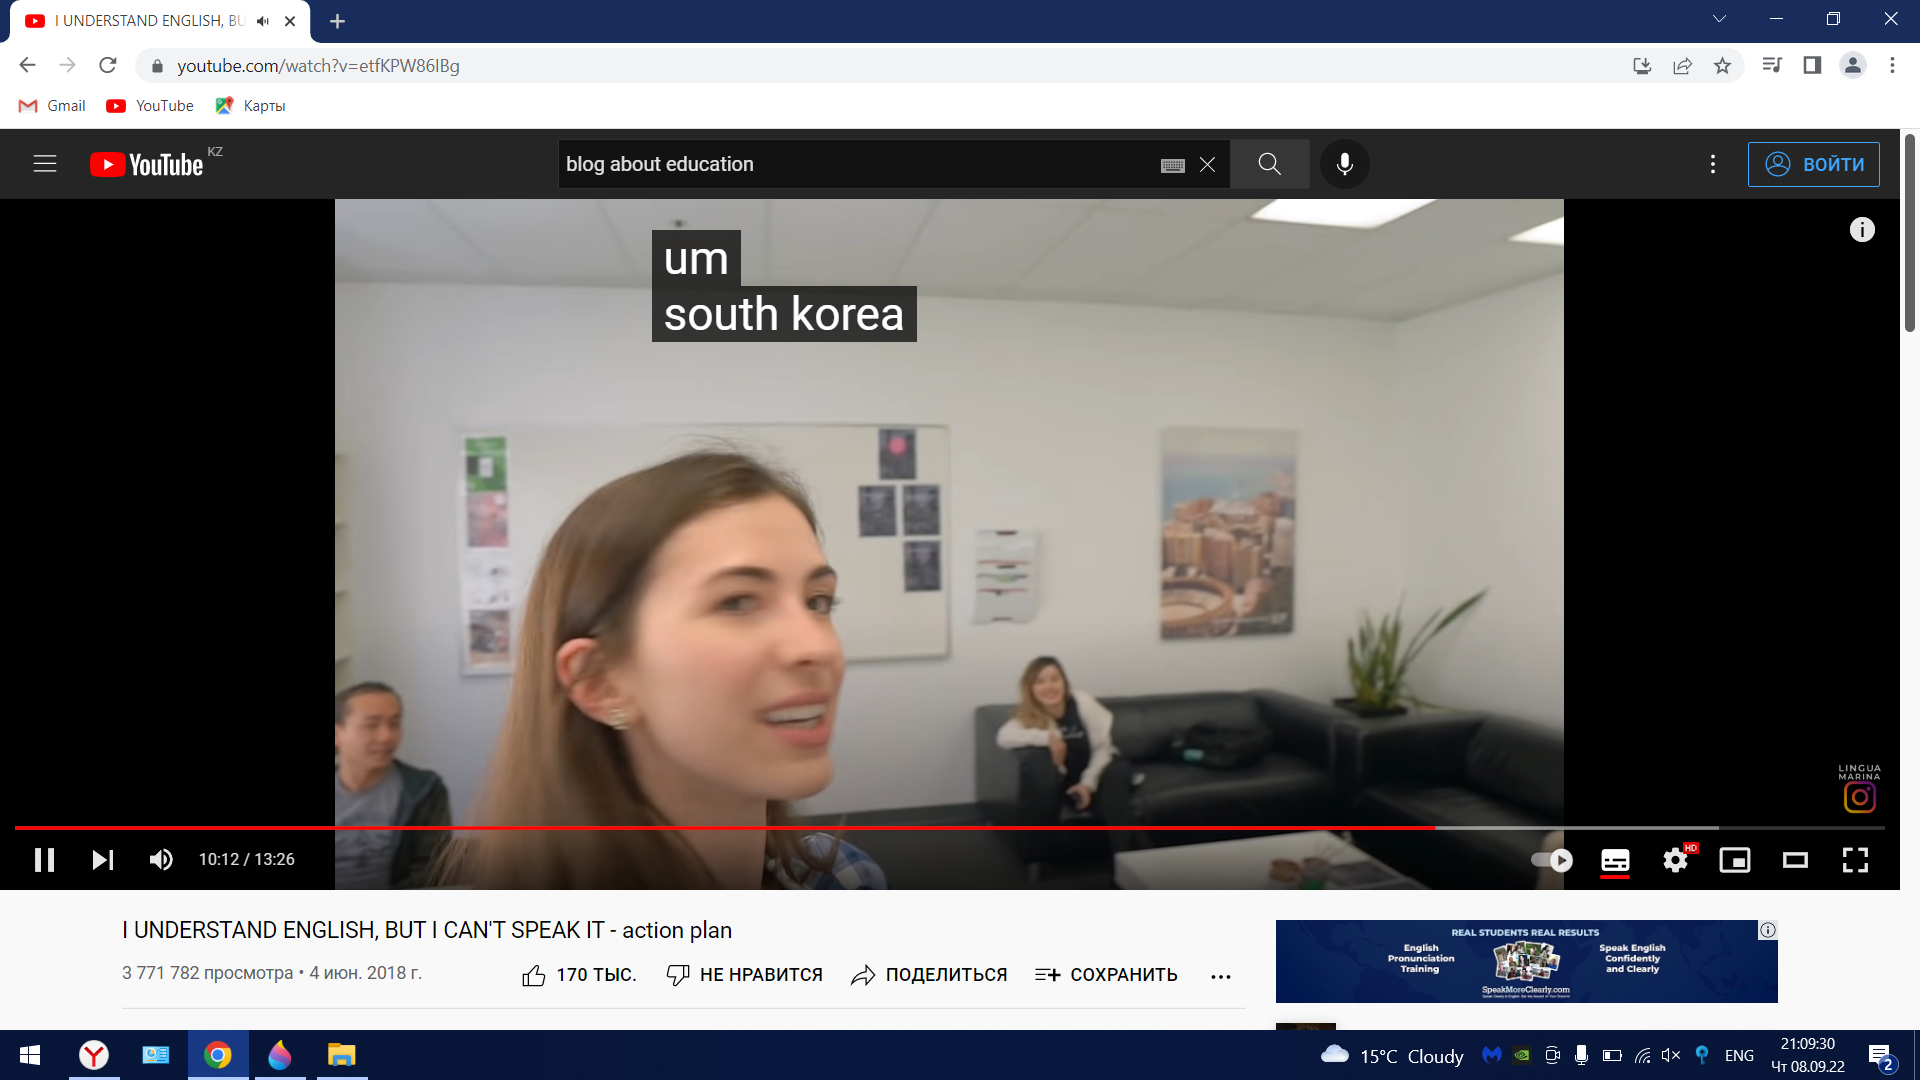 I UNDERSTAND ENGLISH, BU
youtube.com/watch?v=etfKPW86IBg
Gmail
YouTube
Карты
YouTube KZ
blog about education
ВОЙТИ
um
south korea
LINGUA
MARINA
10:12 / 13:26
HD
I UNDERSTAND ENGLISH, BUT I CAN'T SPEAK IT - action plan
3 771 782 просмотра • 4 июн. 2018 г.
170 ТЫС.
НЕ НРАВИТСЯ
ПОДЕЛИТЬСЯ
СОХРАНИТЬ
REAL STUDENTS REAL RESULTS
English
Pronunciation
Training
Speak English
Confidently
and Clearly
SpeakMoreClearly.com
15°C Cloudy
ENG
21:09:30
Чт 08.09.22
2